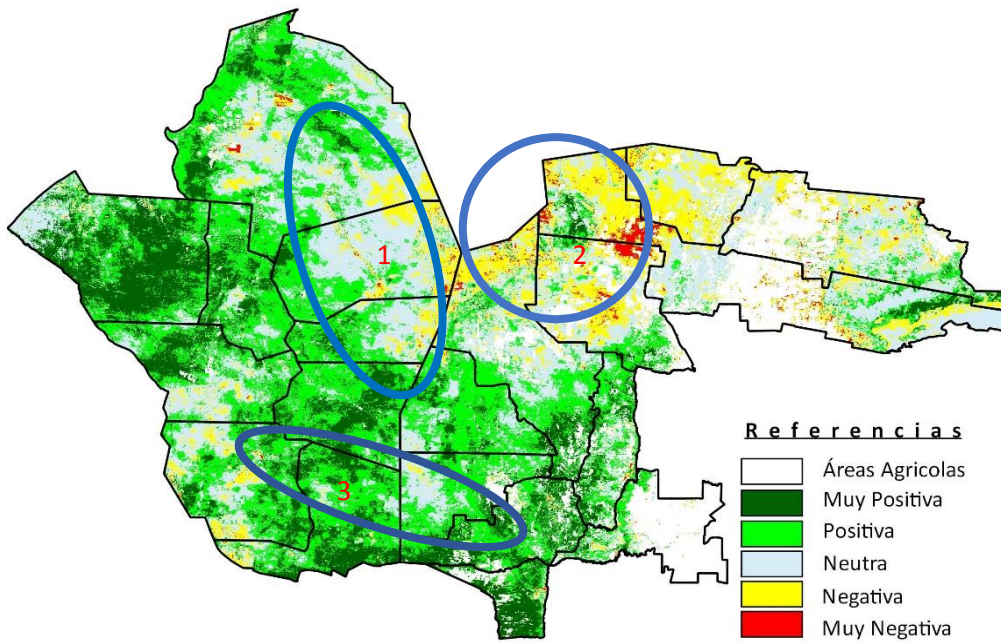 1
2
3
Referencias
Áreas Agricolas
Muy Positiva
Positiva
Neutra
Negativa
Muy Negativa